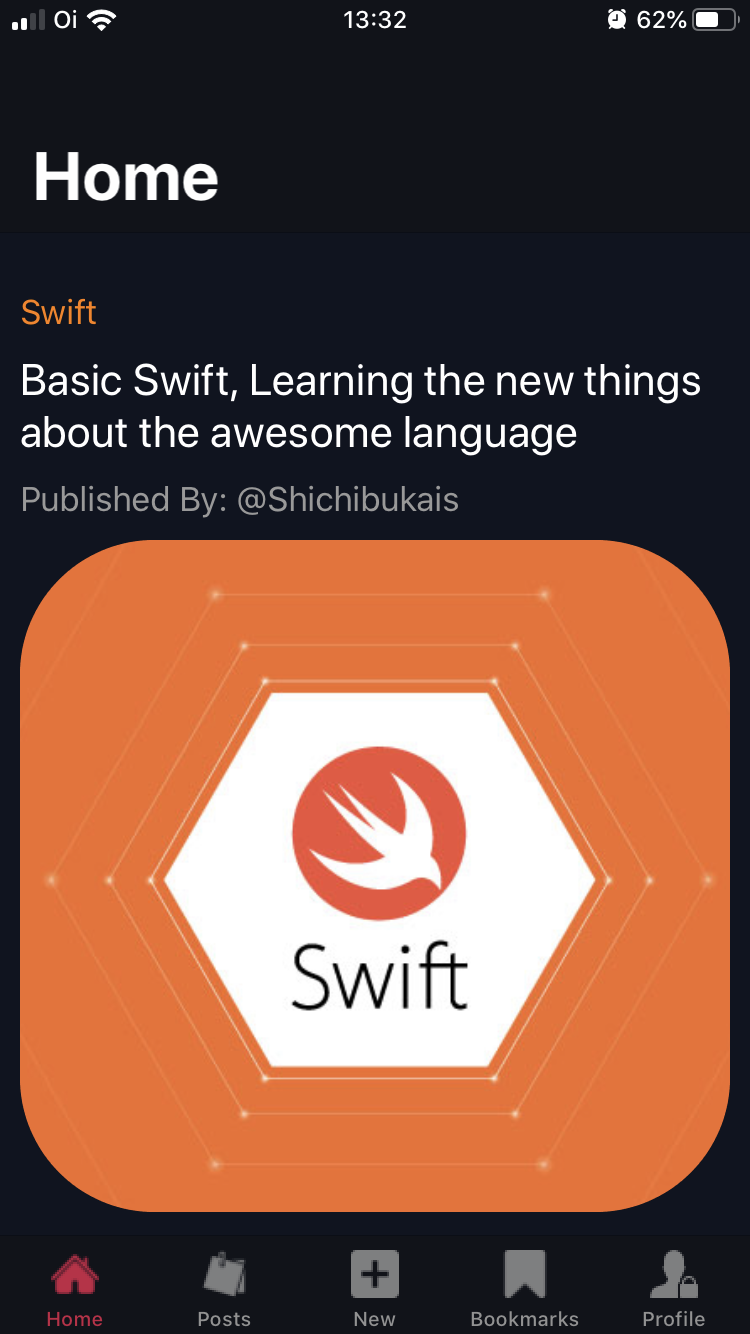 Oi 13:32 62%
Home
Swift
Basic Swift, Learning the new things
about the awesome language
Published By: @Shichibukais
Swift
Home Posts New Bookmarks Profile